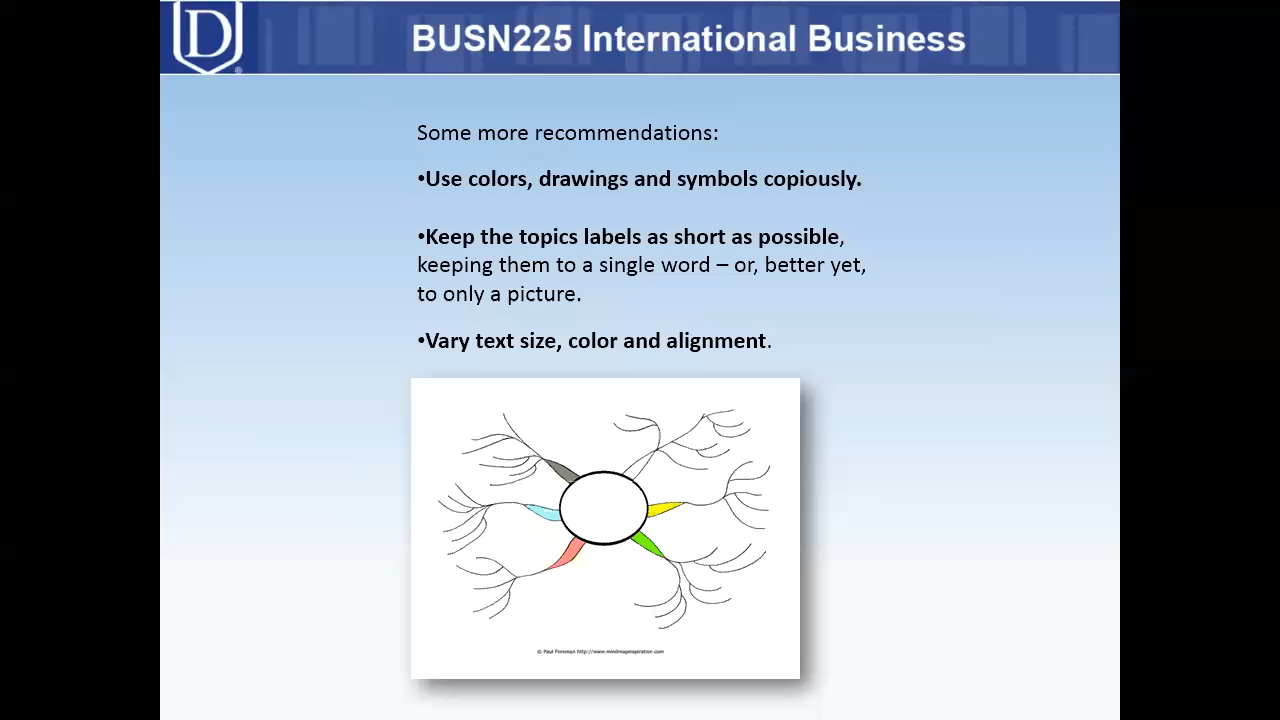 D
®
BUSN225 International Business
Some more recommendations:
•Use colors, drawings and symbols copiously.
•Keep the topics labels as short as possible,
keeping them to a single word – or, better yet,
to only a picture.
•Vary text size, color and alignment.
© Paul Foreman http://www.mindmapinspiration.com